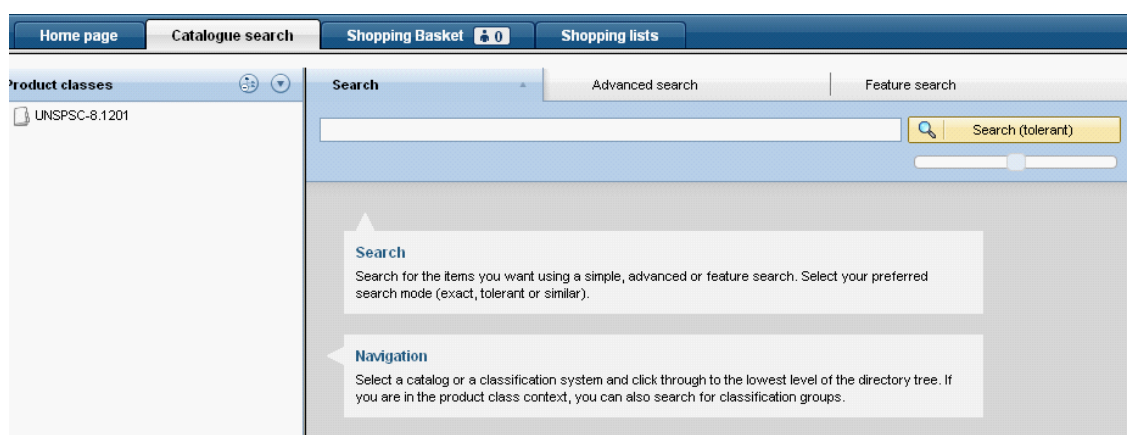 Home page
Catalogue search
Shopping Basket 0
Shopping lists
Product classes
UNSPSC-8.1201
Search
Advanced search
Feature search
Search (tolerant)
Search
Search for the items you want using a simple, advanced or feature search. Select your preferred
search mode (exact, tolerant or similar).
Navigation
Select a catalog or a classification system and click through to the lowest level of the directory tree. If
you are in the product class context, you can also search for classification groups.